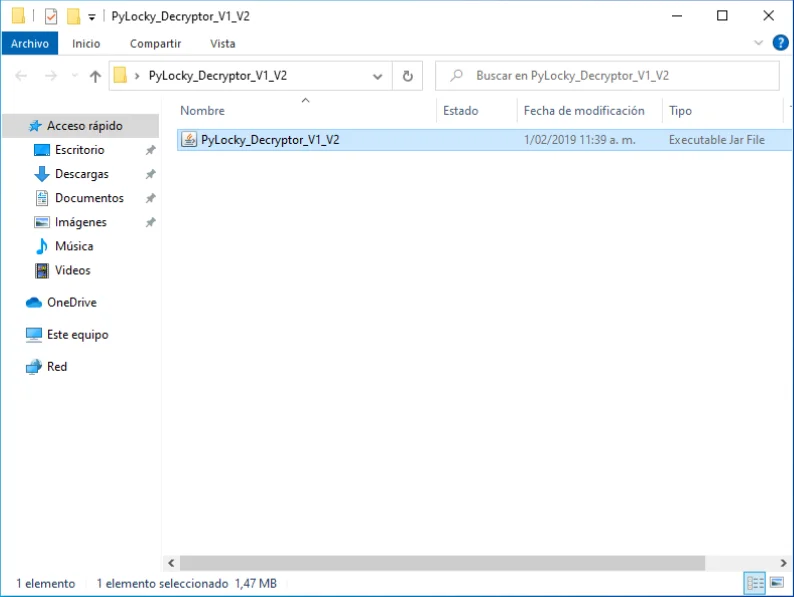 PyLocky_Decryptor_V1_V2
Archivo Inicio Compartir Vista
PyLocky_Decryptor_V1_V2
Buscar en PyLocky_Decryptor_V1_V2
Nombre Estado Fecha de modificación Tipo
PyLocky_Decryptor_V1_V2 1/02/2019 11:39 a. m. Executable Jar File
Acceso rápido
Escritorio
Descargas
Documentos
Imágenes
Música
Videos
OneDrive
Este equipo
Red
1 elemento 1 elemento seleccionado 1,47 MB